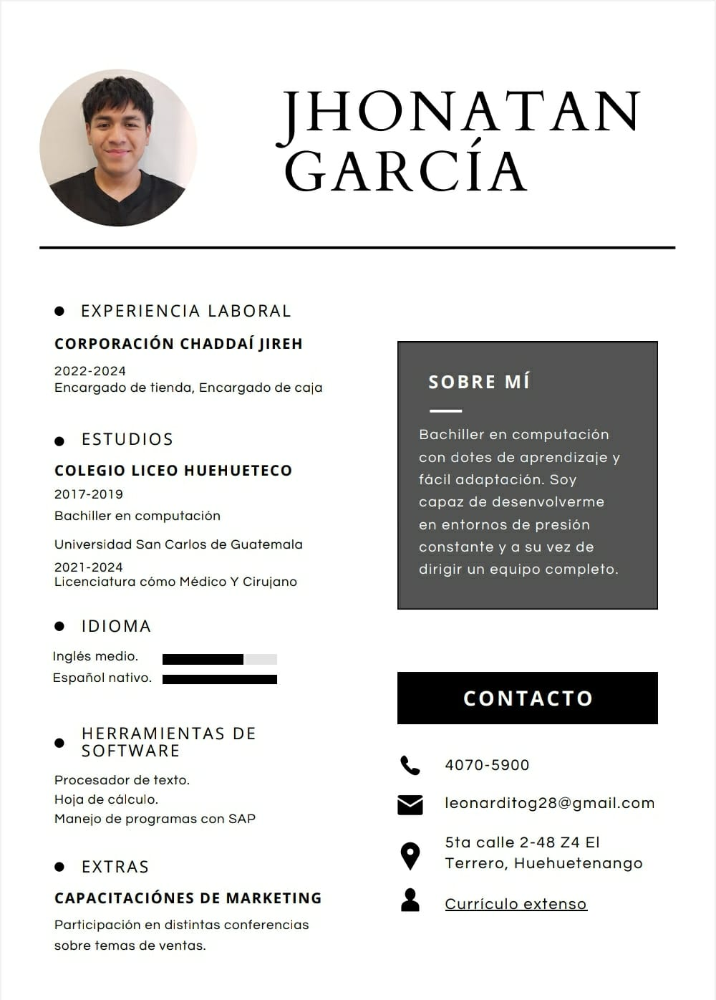 JHONATAN
GARCÍA
EXPERIENCIA LABORAL
CORPORACIÓN CHADDAÍ JIREH
2022-2024
Encargado de tienda, Encargado de caja
ESTUDIOS
COLEGIO LICEO HUEHUETECO
2017-2019
Bachiller en computación
Universidad San Carlos de Guatemala
2021-2024
Licenciatura cómo Médico Y Cirujano
IDIOMA
Inglés medio.
Español nativo.
HERRAMIENTAS DE
SOFTWARE
Procesador de texto.
Hoja de cálculo.
Manejo de programas con SAP
EXTRAS
CAPACITACIÓNES DE MARKETING
Participación en distintas conferencias
sobre temas de ventas.
SOBRE MÍ
Bachiller en computación
con dotes de aprendizaje y
fácil adaptación. Soy
capaz de desenvolverme
en entornos de presión
constante y a su vez de
dirigir un equipo completo.
CONTACTO
4070-5900
leonarditog28@gmail.com
5ta calle 2-48 Z4 El
Terrero, Huehuetenango
Currículo extenso